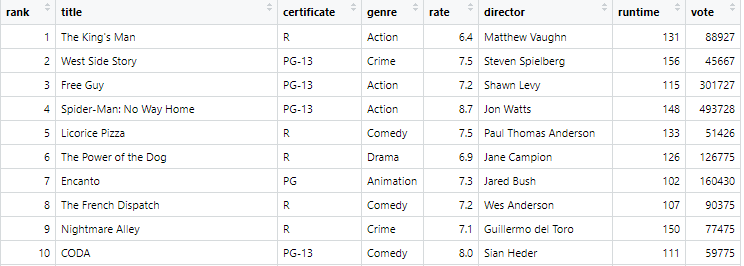 rank title certificate genre rate director runtime vote
1 The King's Man R Action 6.4 Matthew Vaughn 131 88927
2 West Side Story PG-13 Crime 7.5 Steven Spielberg 156 45667
3 Free Guy PG-13 Action 7.2 Shawn Levy 115 301727
4 Spider-Man: No Way Home PG-13 Action 8.7 Jon Watts 148 493728
5 Licorice Pizza R Comedy 7.5 Paul Thomas Anderson 133 51426
6 The Power of the Dog R Drama 6.9 Jane Campion 126 126775
7 Encanto PG Animation 7.3 Jared Bush 102 160430
8 The French Dispatch R Comedy 7.2 Wes Anderson 107 90375
9 Nightmare Alley R Crime 7.1 Guillermo del Toro 150 77475
10 CODA PG-13 Comedy 8.0 Sian Heder 111 59775